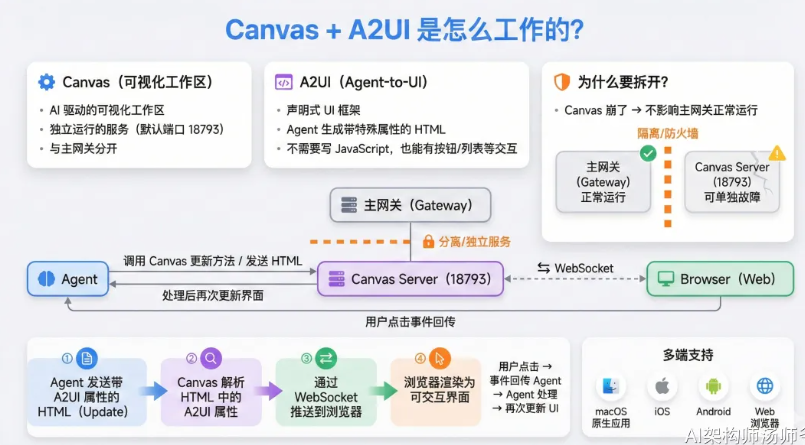 Canvas + A2UI 是怎么工作的?
Canvas（可视化工作区）
• AI 驱动的可视化工作区
• 独立运行的服务（默认端口 18793）
• 与主网关分开
A2UI（Agent-to-UI）
• 声明式 UI 框架
• Agent 生成带特殊属性的 HTML
• 不需要写 JavaScript，也能有按钮/列表等交互
为什么要拆开?
• Canvas 崩了 → 不影响主网关正常运行
隔离/防火墙
主网关
(Gateway)
正常运行
Canvas Server
(18793)
可单独故障
主网关（Gateway）
分离/独立服务
Agent
调用 Canvas 更新方法 / 发送 HTML
处理后再次更新界面
Canvas Server（18793）
WebSocket
Browser（Web）
用户点击事件回传
①
Agent 发送带
A2UI 属性的
HTML（Update）
②
Canvas 解析
HTML 中的
A2UI 属性
③
通过
WebSocket
推送到浏览器
④
浏览器渲染为
可交互界面
用户点击 →
事件回传 Agent
→ Agent 处理
→ 再次更新 UI
多端支持
macOS
原生应用
iOS
Android
Web
浏览器
AI架构师汤师爷